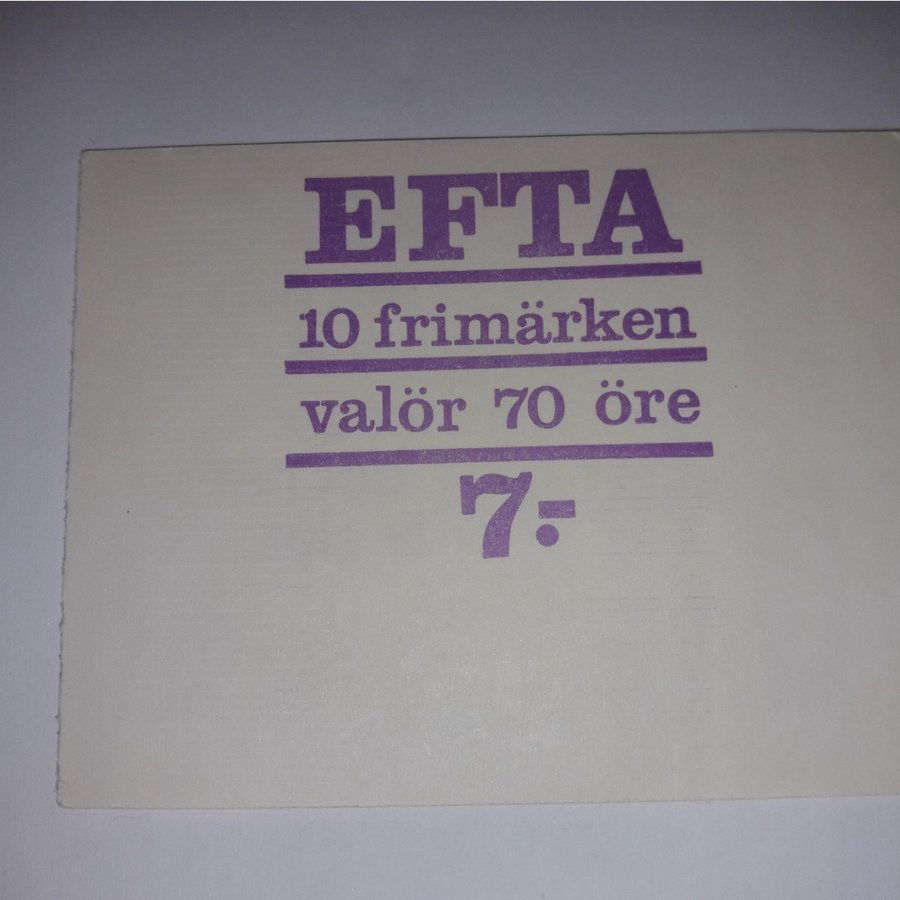 EFTA
10 frimärken
valör 70 öre
7.-